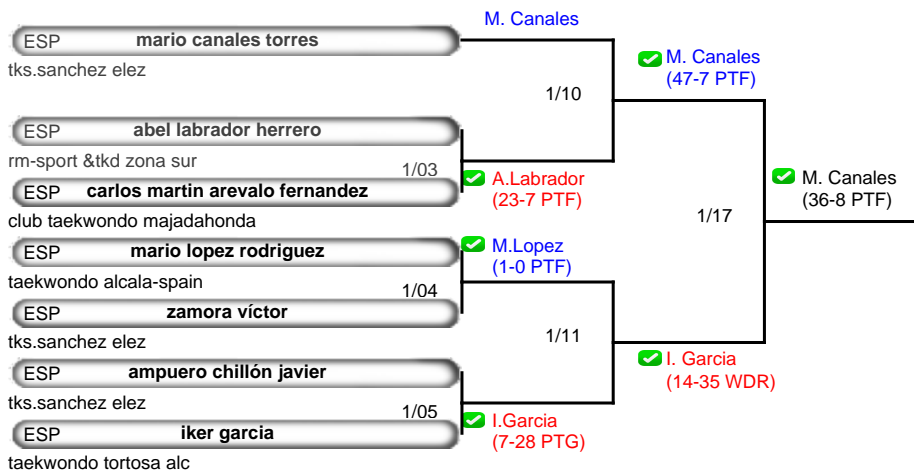 M. Canales
ESP mario canales torres
tks.sanchez elez
M. Canales
(47-7 PTF)
1/10
ESP abel labrador herrero
rm-sport &tkd zona sur
1/03
ESP carlos martin arevalo fernandez
club taekwondo majadahonda
A.Labrador
(23-7 PTF)
M. Canales
(36-8 PTF)
1/17
ESP mario lopez rodriguez
taekwondo alcala-spain
M.Lopez
(1-0 PTF)
1/04
ESP zamora víctor
tks.sanchez elez
1/11
I. Garcia
(14-35 WDR)
ESP ampuero chillón javier
tks.sanchez elez
1/05
ESP iker garcia
taekwondo tortosa alc
I.Garcia
(7-28 PTG)